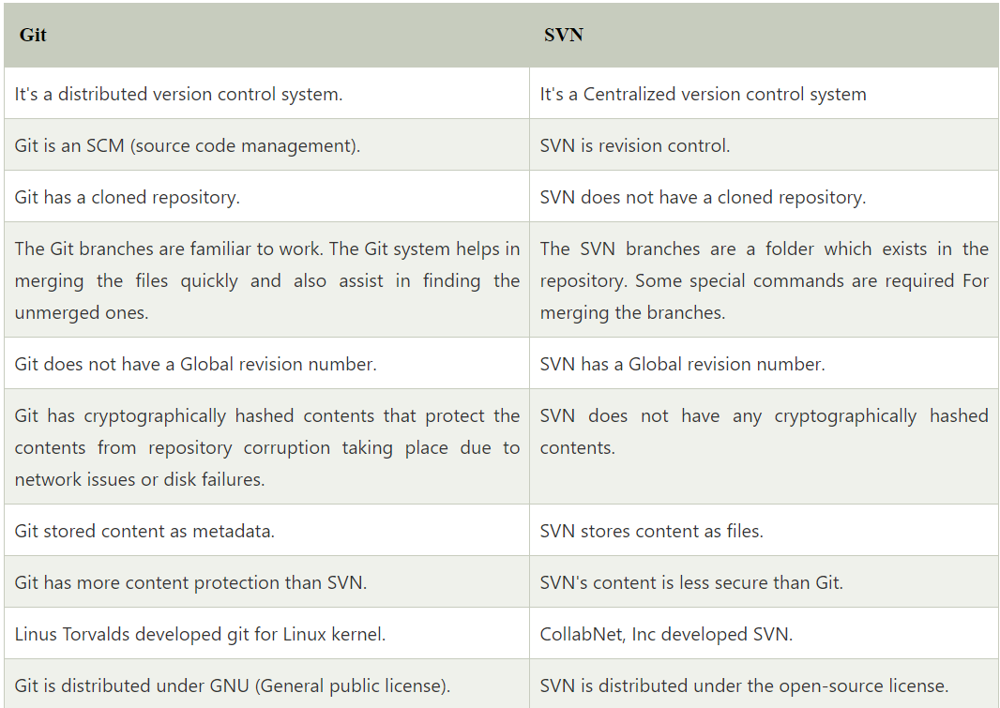 Git
SVN
It's a distributed version control system.
It's a Centralized version control system
Git is an SCM (source code management).
SVN is revision control.
Git has a cloned repository.
SVN does not have a cloned repository.
The Git branches are familiar to work. The Git system helps in
merging the files quickly and also assist in finding the
unmerged ones.
The SVN branches are a folder which exists in the
repository. Some special commands are required For
merging the branches.
Git does not have a Global revision number.
SVN has a Global revision number.
Git has cryptographically hashed contents that protect the
contents from repository corruption taking place due to
network issues or disk failures.
SVN does not have any cryptographically hashed
contents.
Git stored content as metadata.
SVN stores content as files.
Git has more content protection than SVN.
SVN's content is less secure than Git.
Linus Torvalds developed git for Linux kernel.
CollabNet, Inc developed SVN.
Git is distributed under GNU (General public license).
SVN is distributed under the open-source license.